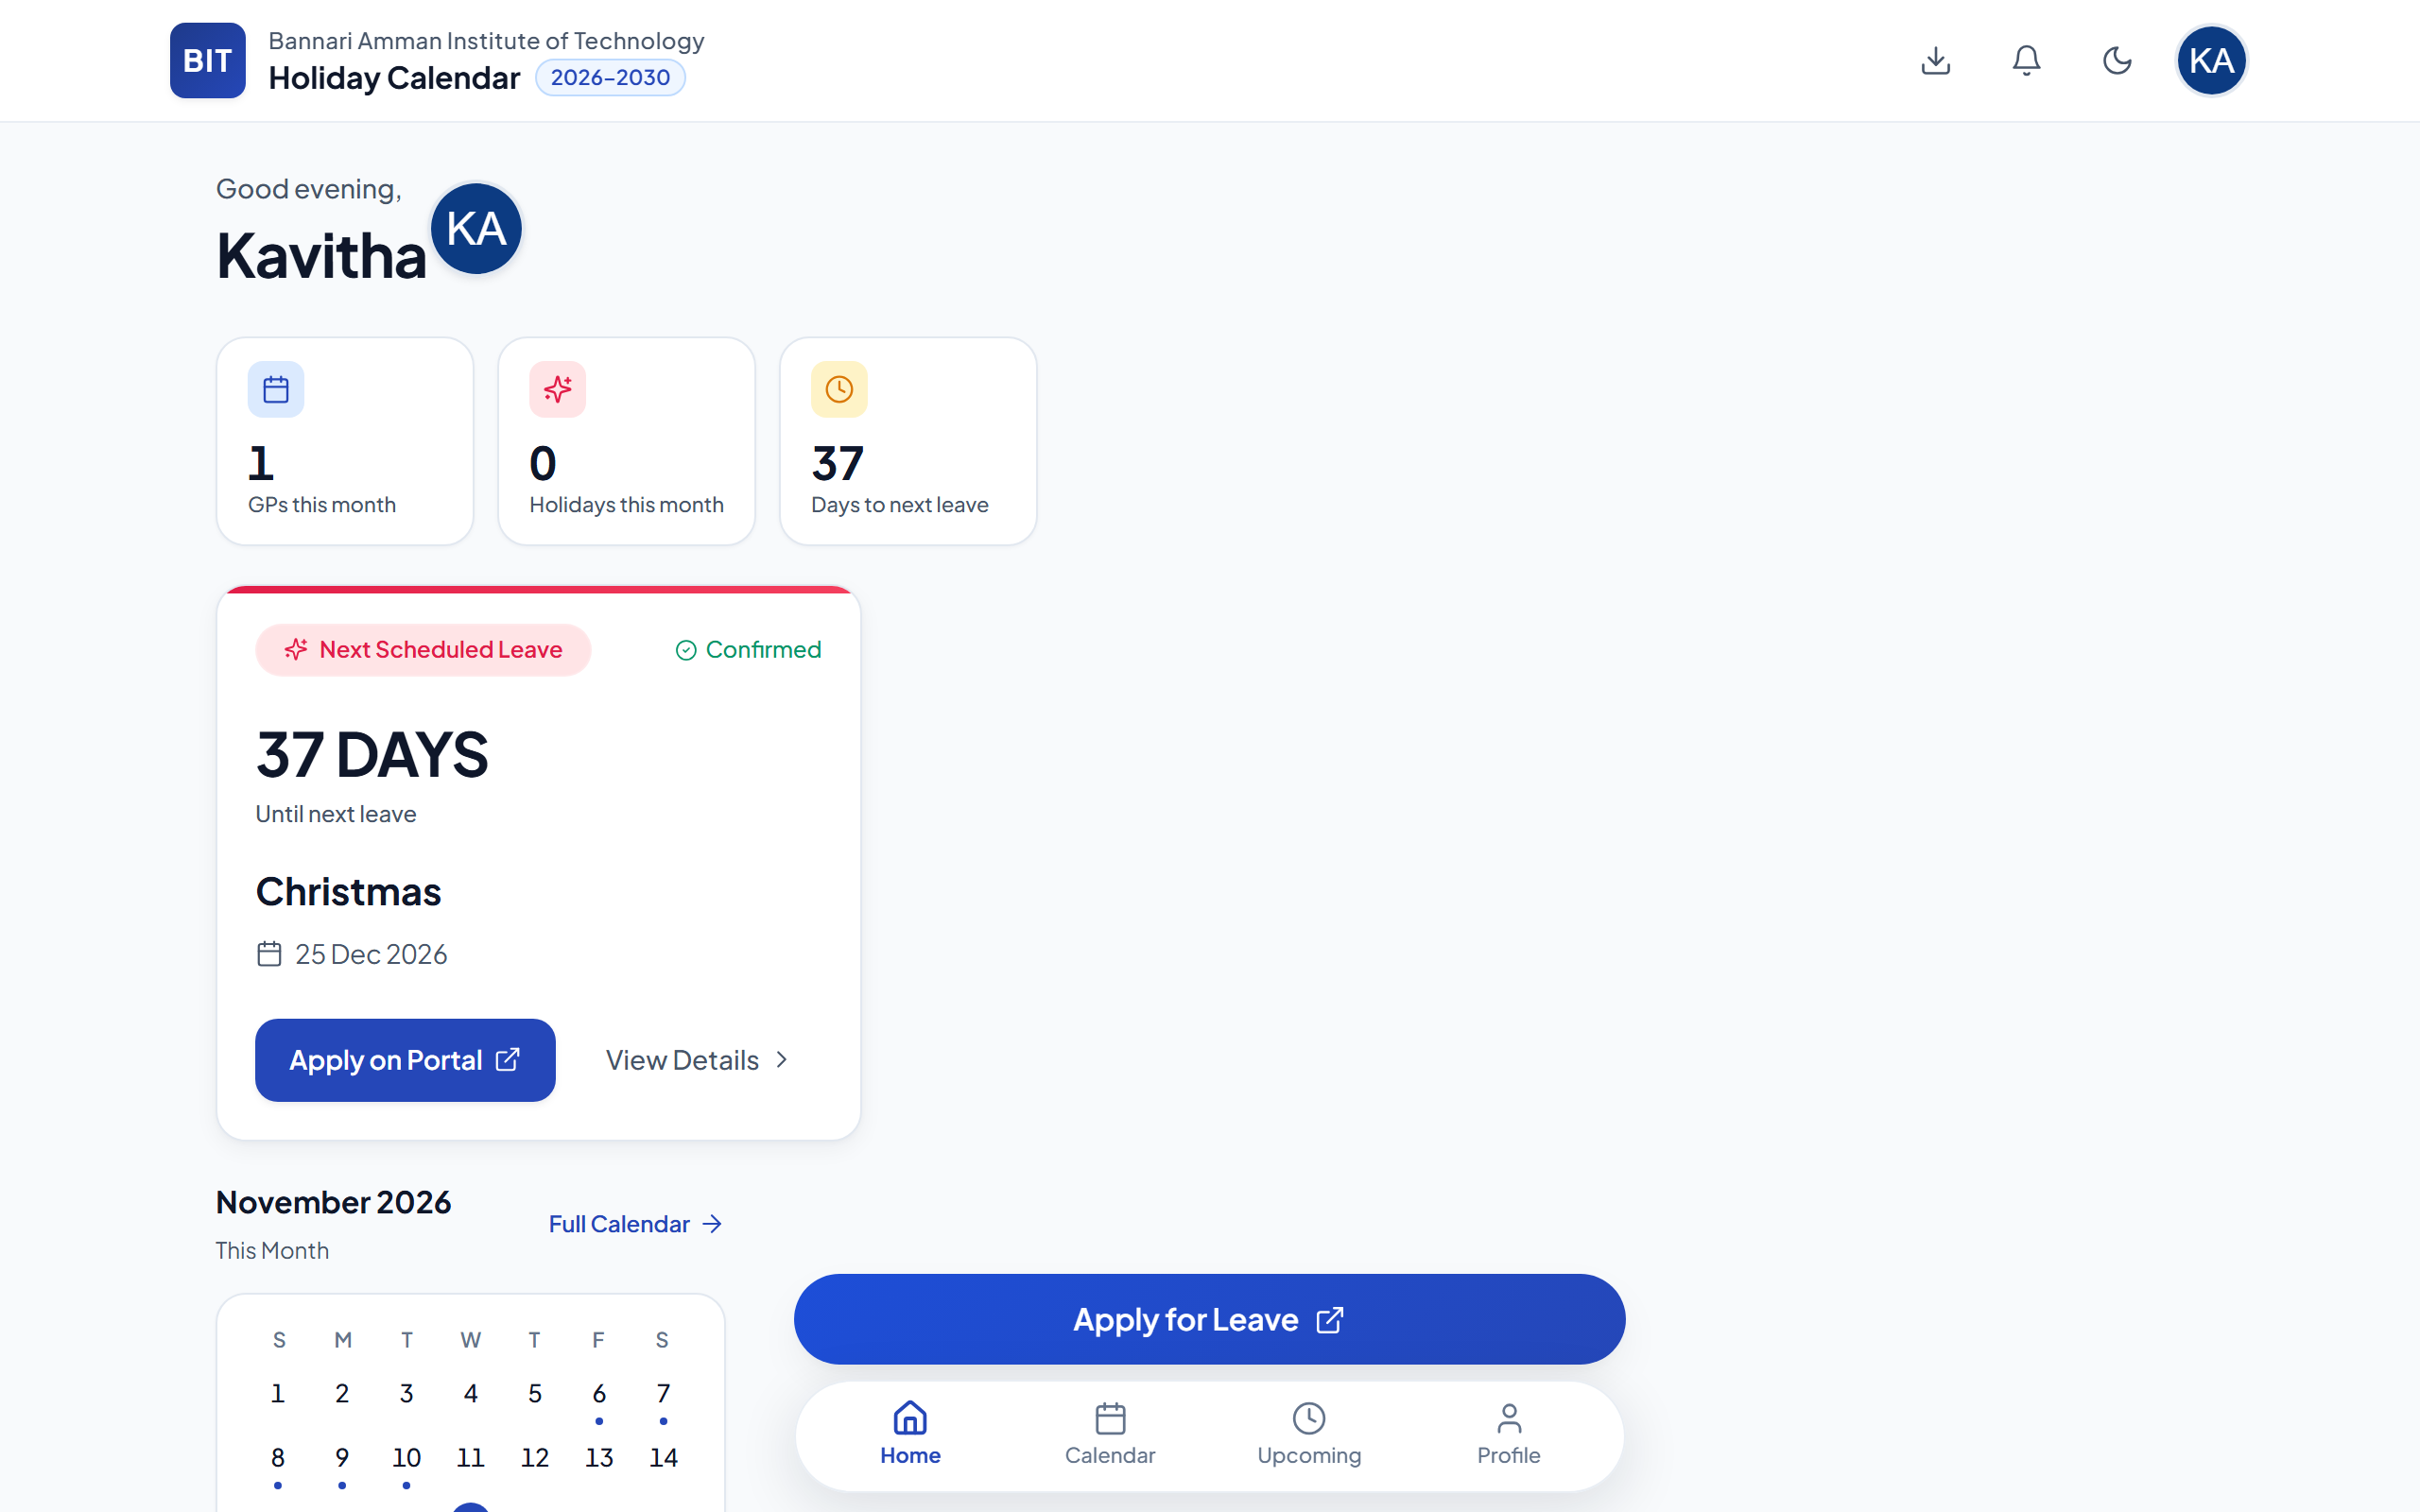 BIT
Bannari Amman Institute of Technology
Holiday Calendar 2026–2030
KA
Good evening,
Kavitha
KA
1
GPs this month
0
Holidays this month
37
Days to next leave
Next Scheduled Leave
Confirmed
37 DAYS
Until next leave
Christmas
25 Dec 2026
Apply on Portal
View Details
November 2026
This Month
Full Calendar
S M T W T F S
1 2 3 4 5 6 7
8 9 10 11 12 13 14
Apply for Leave
Home Calendar Upcoming Profile